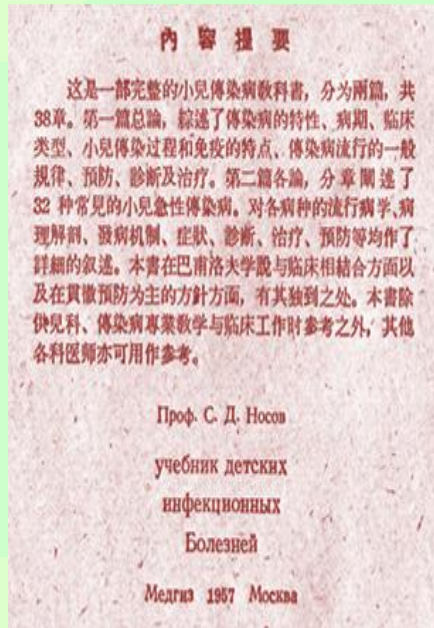 內容提要
这是一部完整的小兒傳染病敎科書，分为兩篇，共
38章。第一篇总論，綜述了傳染病的特性、病期、临床
类型、小兒傳染过程和免疫的特点、傳染病流行的一般
規律、預防、診断及治疗。第二篇各論，分章闡述了
32 种常見的小兒急性傳染病。对各病种的流行病学、病
理解剖、發病机制、症狀、診断、治疗、預防等均作了
詳細的叙述。本書在巴甫洛夫学說与临床相結合方面以
及在貫徹預防为主的方針方面，有其独到之处。本書除
供兒科、傳染病專業敎学与临床工作时参考之外，其他
各科医师亦可用作参考。
Проф. С. Д. Носов
учебник детских
инфекционных
Болезней
Медгиз 1957 Москва